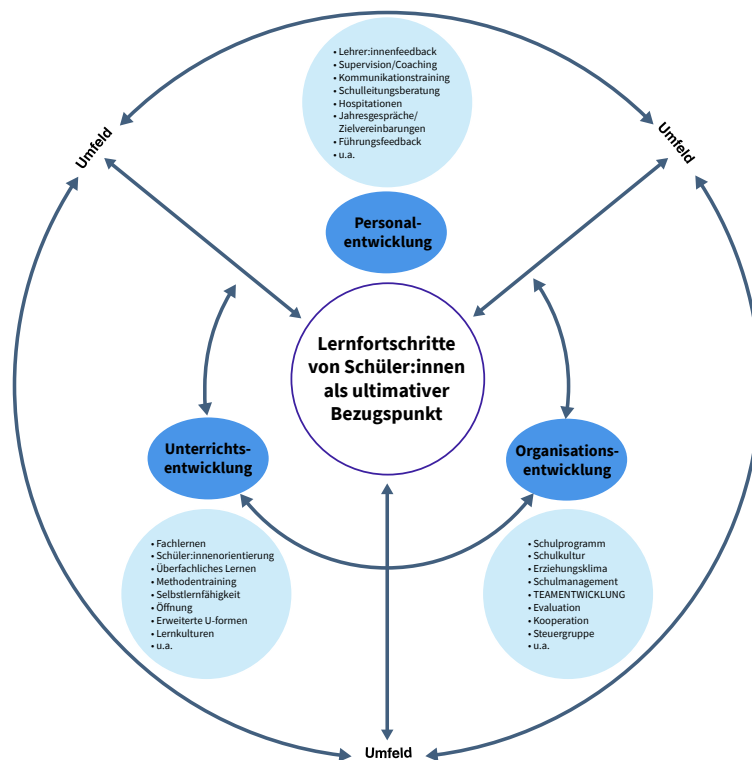 • Lehrer:innenfeedback
• Supervision/Coaching
• Kommunikationstraining
• Schulleitungsberatung
• Hospitationen
• Jahresgespräche/
Zielvereinbarungen
• Führungsfeedback
• u.a.
Umfeld
Umfeld
Personal-
entwicklung
Lernfortschritte
von Schüler:innen
als ultimativer
Bezugspunkt
Unterrichts-
entwicklung
Organisations-
entwicklung
• Fachlernen
• Schüler:innenorientierung
• Überfachliches Lernen
• Methodentraining
• Selbstlernfähigkeit
• Öffnung
• Erweiterte U-formen
• Lernkulturen
• u.a.
• Schulprogramm
• Schulkultur
• Erziehungsklima
• Schulmanagement
• TEAMENTWICKLUNG
• Evaluation
• Kooperation
• Steuergruppe
• u.a.
Umfeld